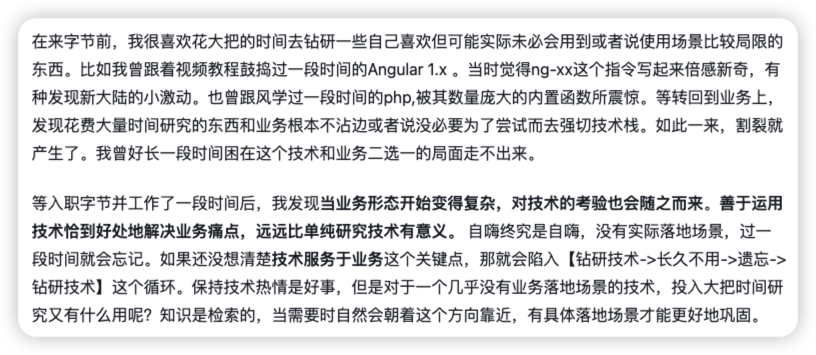 在来字节前，我很喜欢花大把的时间去钻研一些自己喜欢但可能实际未必会用到或者说使用场景比较局限的
东西。比如我曾跟着视频教程鼓捣过一段时间的Angular 1.x 。当时觉得ng-xx这个指令写起来倍感新奇，有
种发现新大陆的小激动。也曾跟风学过一段时间的php,被其数量庞大的内置函数所震惊。等转回到业务上，
发现花费大量时间研究的东西和业务根本不沾边或者说没必要为了尝试而去强切技术栈。如此一来，割裂就
产生了。我曾好长一段时间困在这个技术和业务二选一的局面走不出来。
等入职字节并工作了一段时间后，我发现当业务形态开始变得复杂，对技术的考验也会随之而来。善于运用
技术恰到好处地解决业务痛点，远远比单纯研究技术有意义。 自嗨终究是自嗨，没有实际落地场景，过一
段时间就会忘记。如果还没想清楚技术服务于业务这个关键点，那就会陷入【钻研技术->长久不用->遗忘->
钻研技术】这个循环。保持技术热情是好事，但是对于一个几乎没有业务落地场景的技术，投入大把时间研
究又有什么用呢？知识是检索的，当需要时自然会朝着这个方向靠近，有具体落地场景才能更好地巩固。